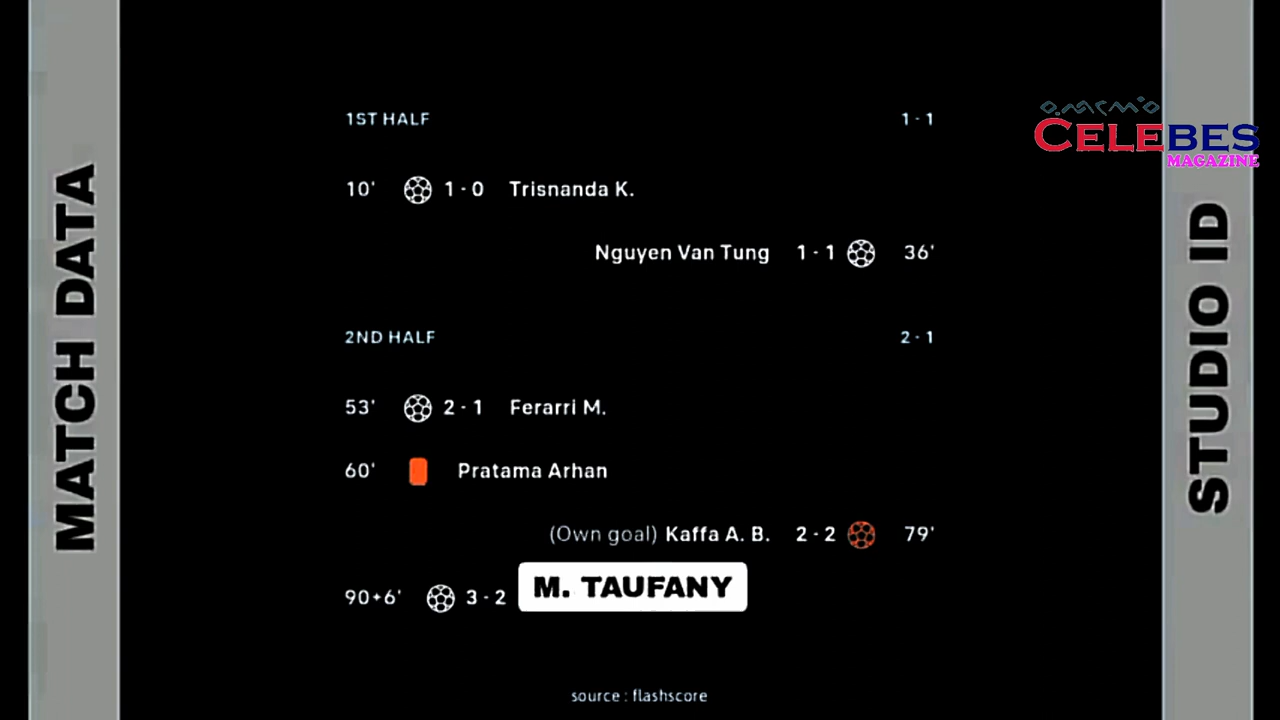 MATCH DATA
1ST HALF 1 - 1
10' 1 - 0 Trisnanda K.
Nguyen Van Tung 1 - 1 36'
2ND HALF 2 - 1
53' 2 - 1 Ferarri M.
60' Pratama Arhan
(Own goal) Kaffa A. B. 2 - 2 79'
90+6' 3 - 2 M. TAUFANY
source : flashscore
CELEBES
MAGAZINE
STUDIO ID